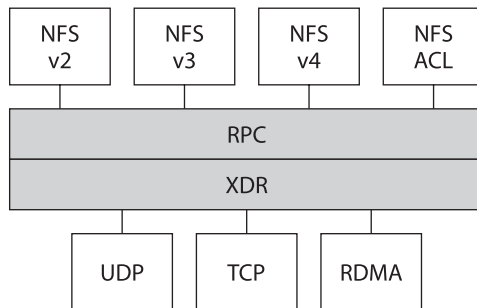 NFS
v2
NFS
v3
NFS
v4
NFS
ACL
RPC
XDR
UDP
TCP
RDMA